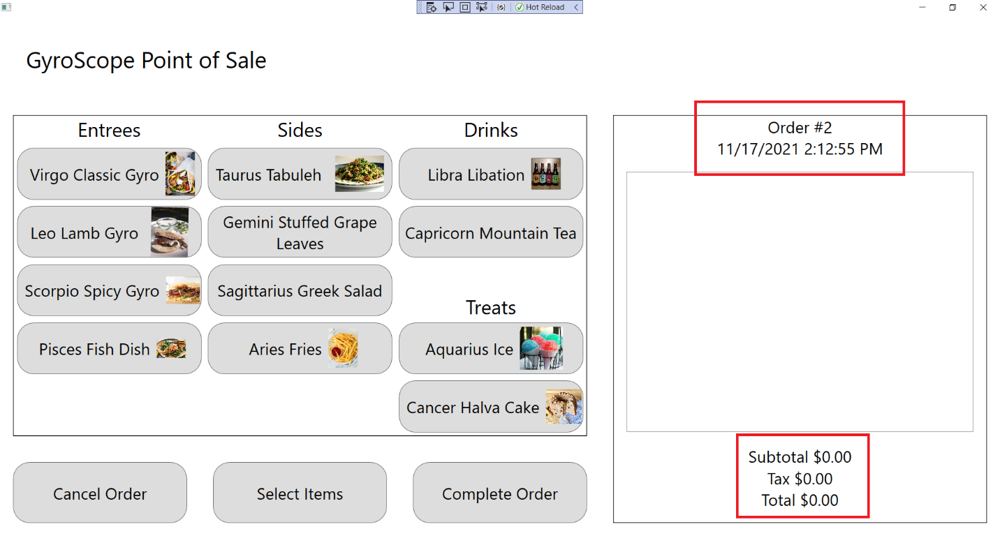 Hot Reload
GyroScope Point of Sale
Entrees
Virgo Classic Gyro
Leo Lamb Gyro
Scorpio Spicy Gyro
Pisces Fish Dish
Sides
Taurus Tabuleh
Gemini Stuffed Grape
Leaves
Sagittarius Greek Salad
Aries Fries
Drinks
Libra Libation
Capricorn Mountain Tea
Treats
Aquarius Ice
Cancer Halva Cake
Cancel Order
Select Items
Complete Order
Order #2
11/17/2021 2:12:55 PM
Subtotal $0.00
Tax $0.00
Total $0.00